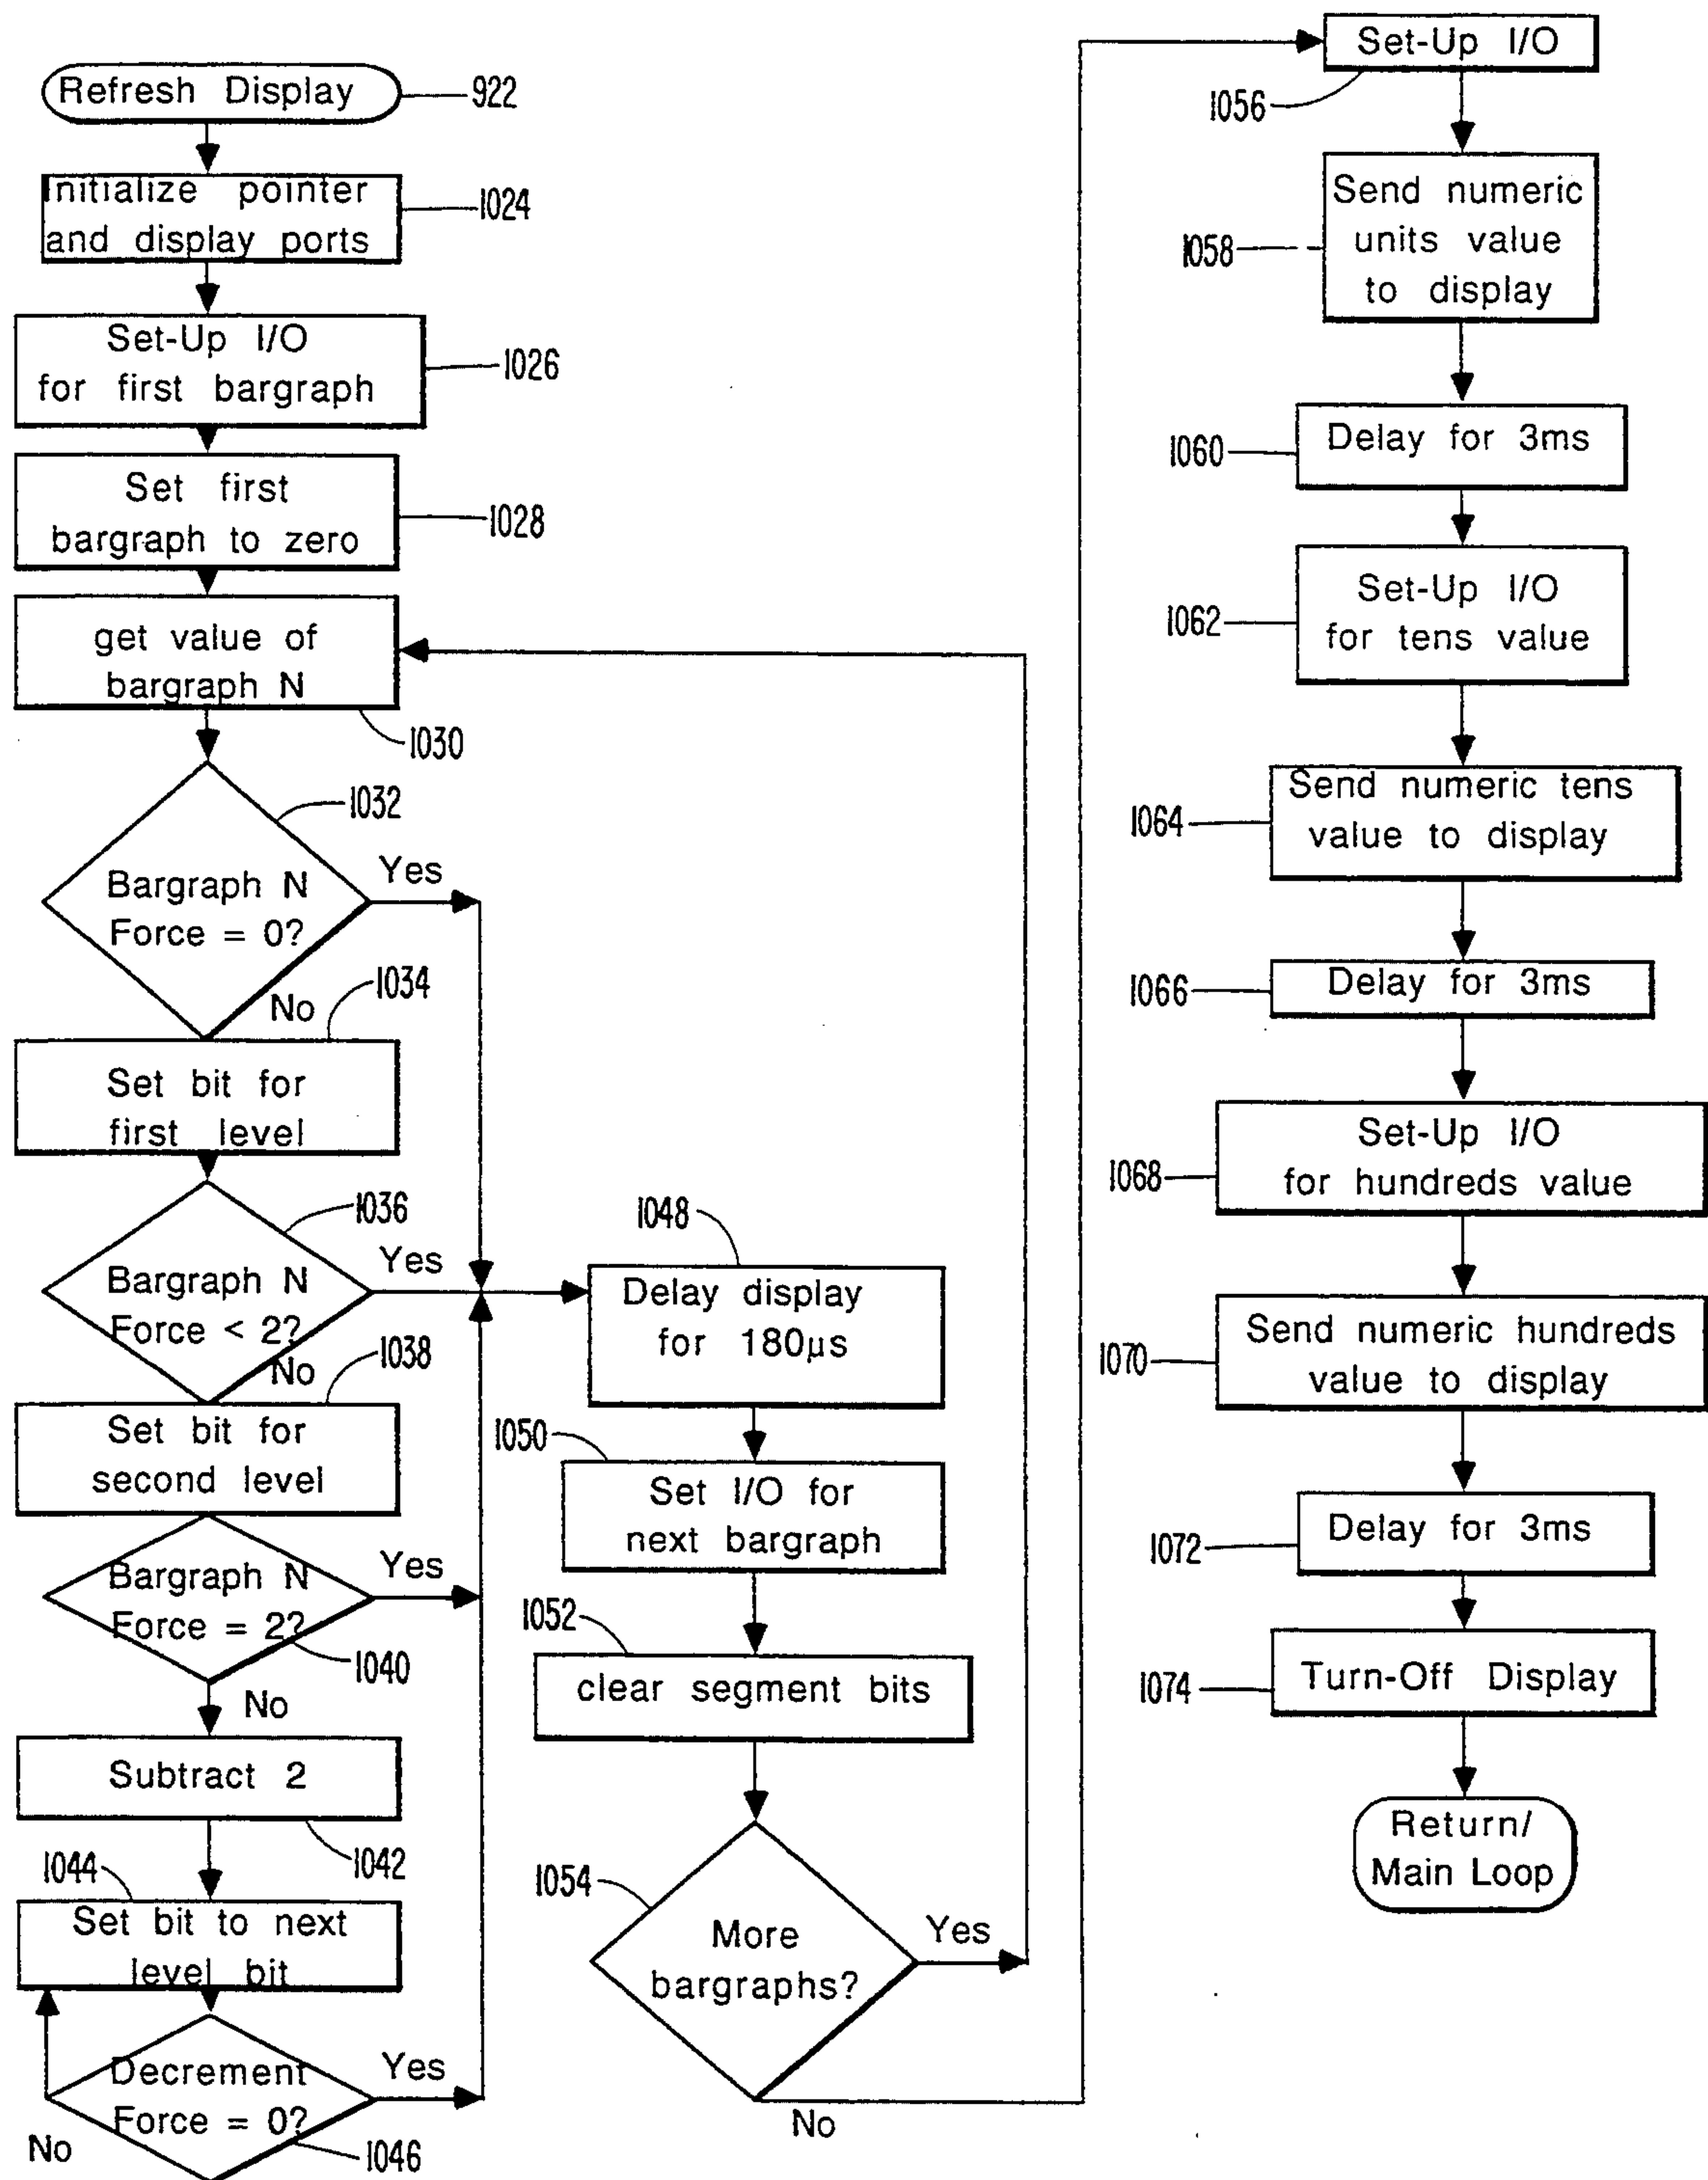 Refresh Display
922
Initialize pointer
and display ports
1024
Set-Up I/O
for first bargraph
1026
Set first
bargraph to zero
1028
get value of
bargraph N
1030
1032
Bargraph N
Force = 0?
Yes
No
1034
Set bit for
first level
1036
Bargraph N
Force < 2?
Yes
No
1038
Set bit for
second level
Bargraph N
Force = 2?
Yes
1040
No
Subtract 2
1042
1044
Set bit to next
level bit
Decrement
Force = 0?
Yes
No
1046
1048
Delay display
for 180µs
1050
Set I/O for
next bargraph
1052
clear segment bits
1054
More
bargraphs?
Yes
No
Set-Up I/O
1056
Send numeric
units value
to display
1058
Delay for 3ms
1060
Set-Up I/O
for tens value
1062
Send numeric tens
value to display
1064
Delay for 3ms
1066
Set-Up I/O
for hundreds value
1068
Send numeric hundreds
value to display
1070
Delay for 3ms
1072
Turn-Off Display
1074
Return/
Main Loop